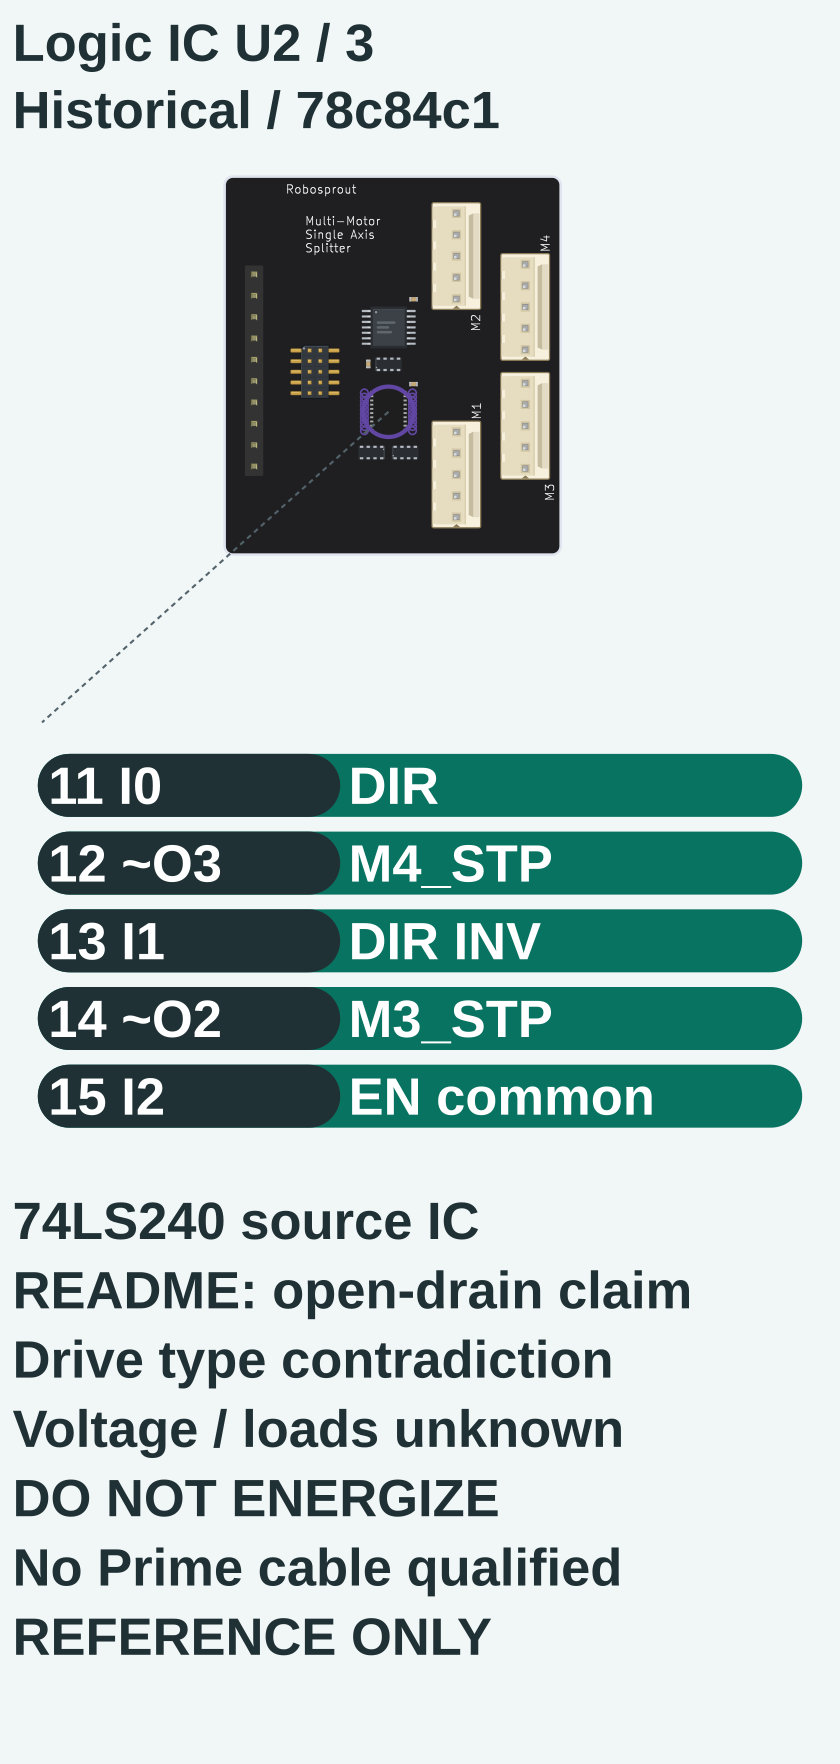 Logic IC U2 / 3
Historical / 78c84c1
Robosprout
Multi-Motor
Single Axis
Splitter
M4
M2
M1
M3
11 I0 DIR
12 ~O3 M4_STP
13 I1 DIR INV
14 ~O2 M3_STP
15 I2 EN common
74LS240 source IC
README: open-drain claim
Drive type contradiction
Voltage / loads unknown
DO NOT ENERGIZE
No Prime cable qualified
REFERENCE ONLY